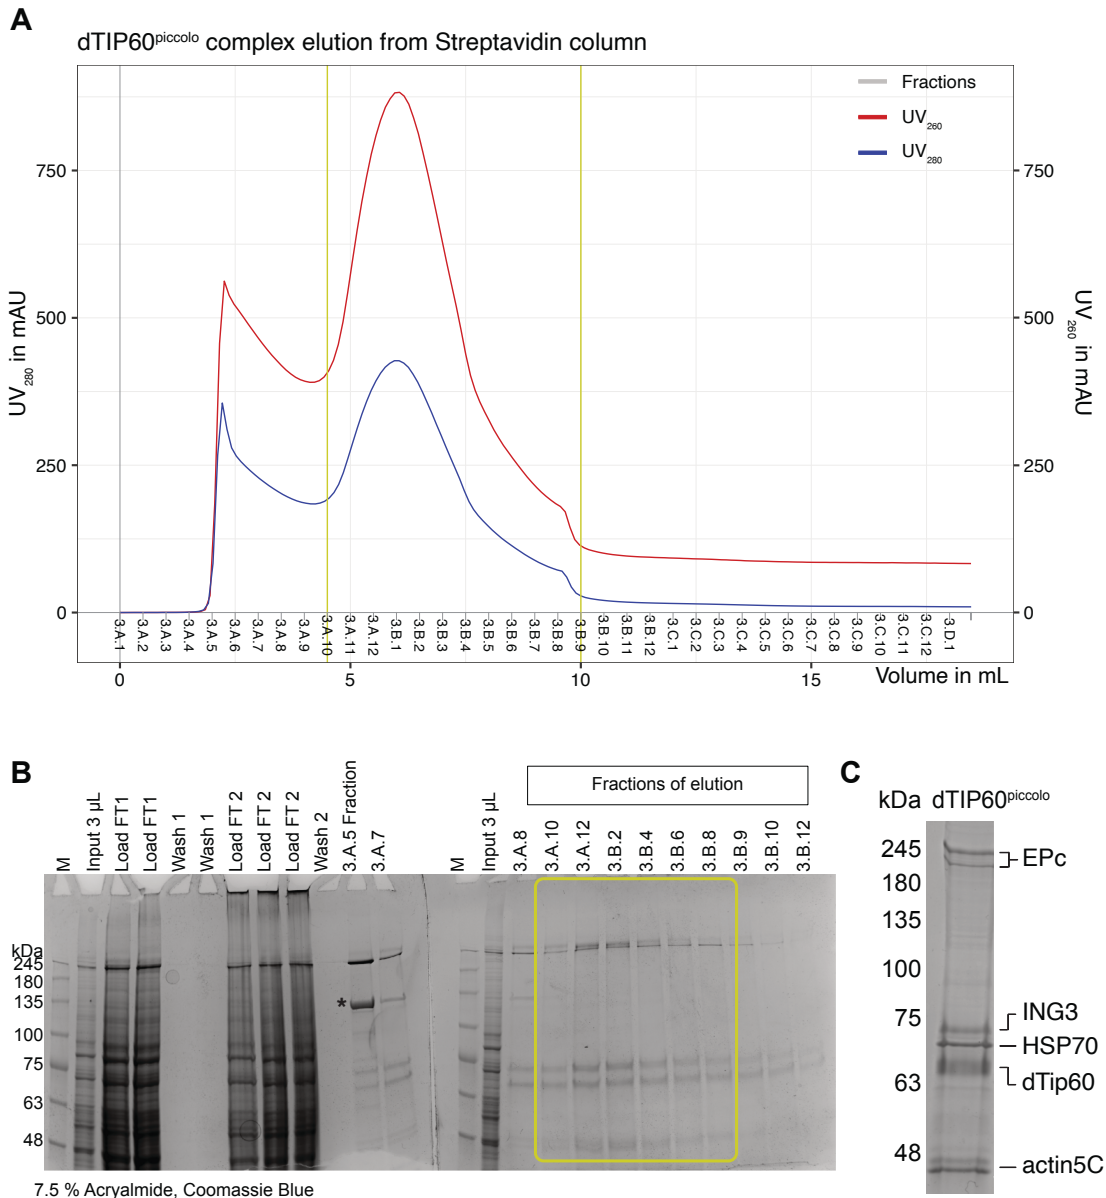 A
dTIP60piccolo complex elution from Streptavidin column
Fractions
UV260
UV280
750
500
250
0
UV280 in mAU
750
500
250
0
UV260 in mAU
3.A.1 3.A.2 3.A.3 3.A.4 3.A.5 3.A.6 3.A.7 3.A.8 3.A.9 3.A.10 3.A.11 3.A.12 3.B.1 3.B.2 3.B.3 3.B.4 3.B.5 3.B.6 3.B.7 3.B.8 3.B.9 3.B.10 3.B.11 3.B.12 3.C.1 3.C.2 3.C.3 3.C.4 3.C.5 3.C.6 3.C.7 3.C.8 3.C.9 3.C.10 3.C.11 3.C.12 3.D.1
0 5 10 15
Volume in mL
B
M
Input 3 µL
Load FT1
Load FT1
Wash 1
Wash 1
Load FT 2
Load FT 2
Load FT 2
Wash 2
3.A.5 Fraction
3.A.7
Fractions of elution
M
Input 3 µL
3.A.8
3.A.10
3.A.12
3.B.2
3.B.4
3.B.6
3.B.8
3.B.9
3.B.10
3.B.12
kDa
245
180
135
100
75
63
48
*
7.5 % Acryalmide, Coomassie Blue
C
kDa dTIP60piccolo
245
180
135
100
75
63
48
EPc
ING3
HSP70
dTip60
actin5C